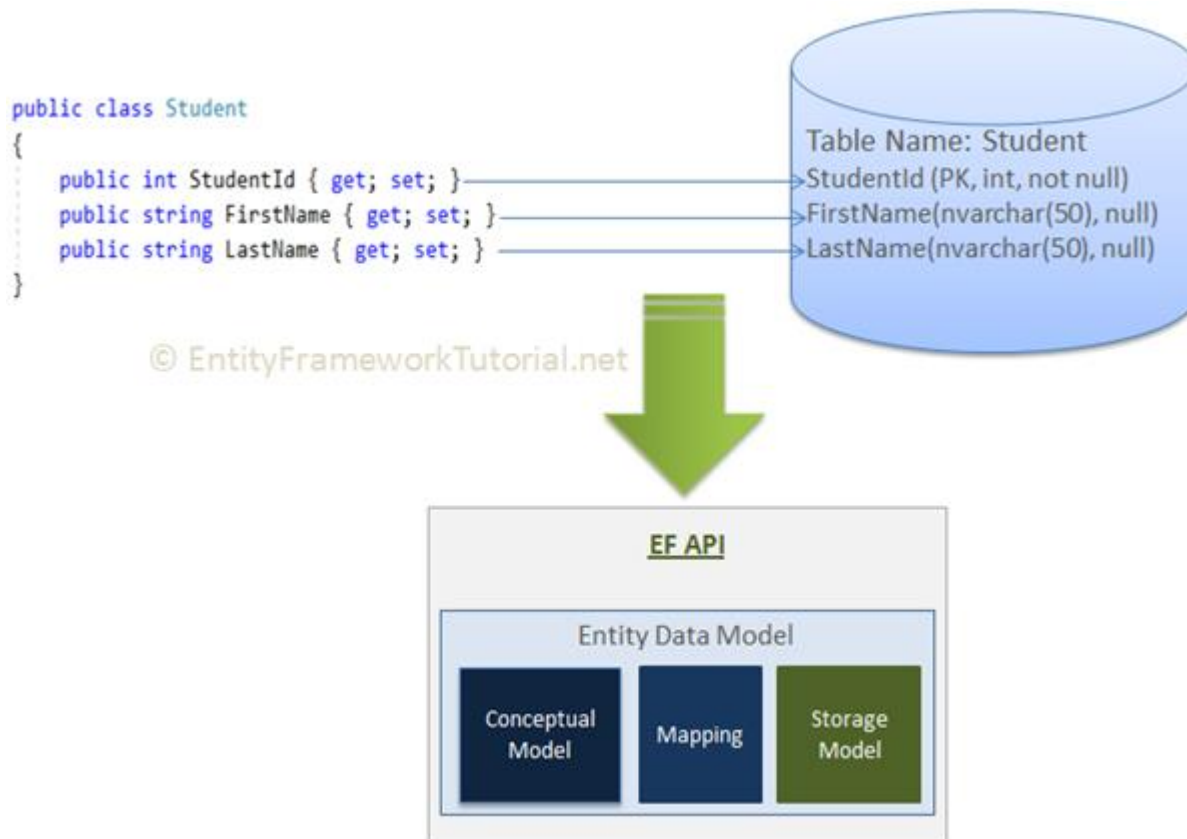 public class Student
{
public int StudentId { get; set; }
public string FirstName { get; set; }
public string LastName { get; set; }
}
Table Name: Student
StudentId (PK, int, not null)
FirstName(nvarchar(50), null)
LastName(nvarchar(50), null)
© EntityFrameworkTutorial.net
EF API
Entity Data Model
Conceptual
Model
Mapping
Storage
Model